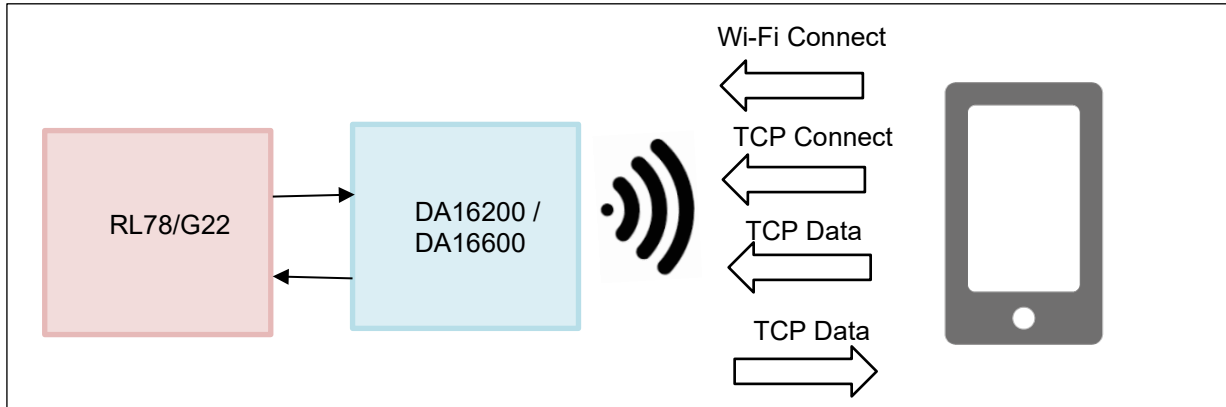 Wi-Fi Connect
TCP Connect
RL78/G22
DA16200 /
DA16600
TCP Data
TCP Data